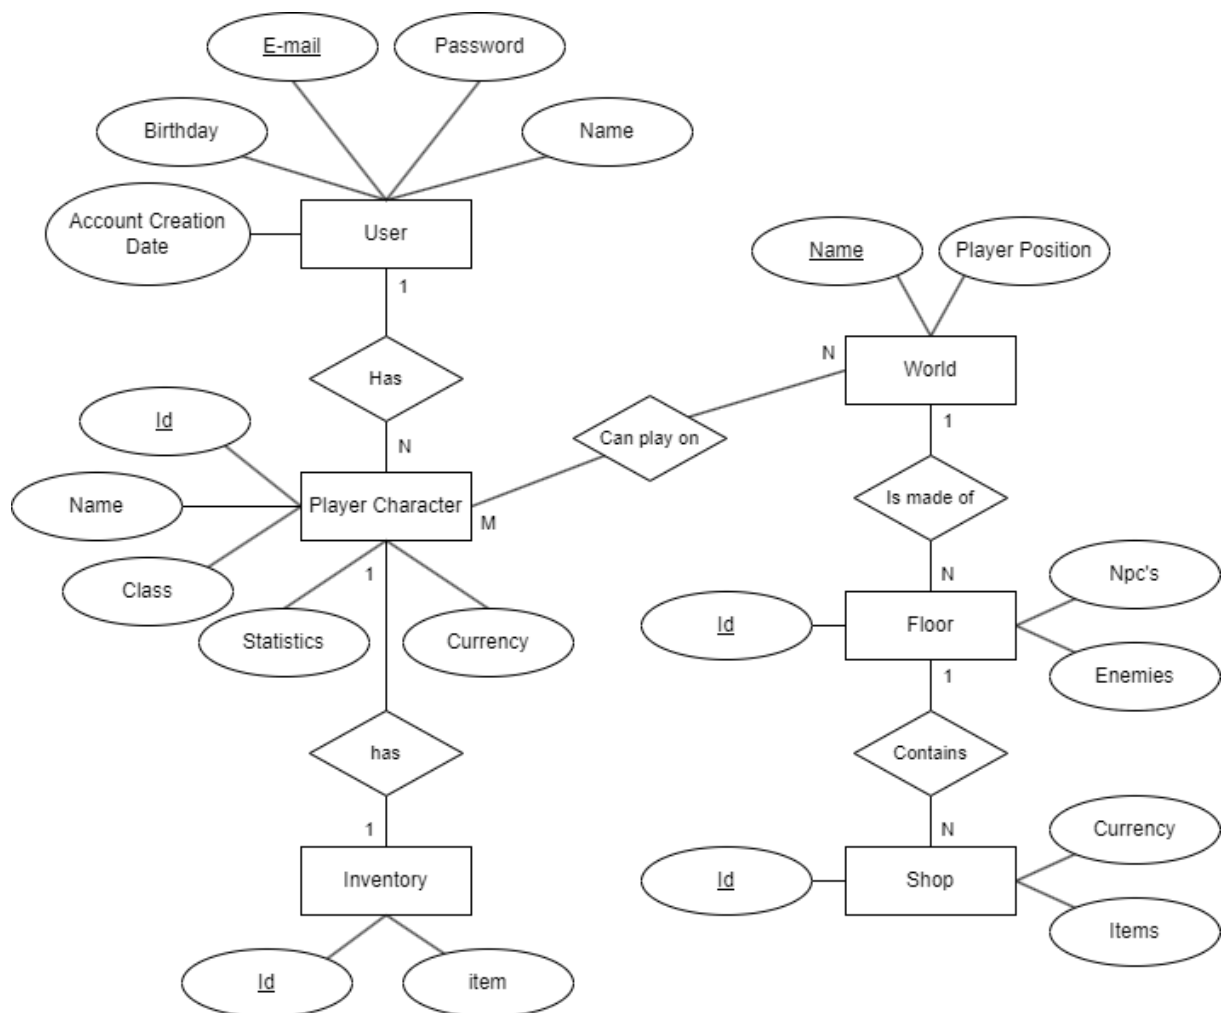 E-mail
Password
Birthday
Name
Account Creation
Date
User
1
Has
N
Id
Name
Player Character
Class
M
Can play on
N
Name
Player Position
World
1
Is made of
N
Npc's
Id
Floor
Enemies
1
Contains
N
Currency
Id
Shop
Items
1
Statistics
Currency
has
1
Inventory
Id
item